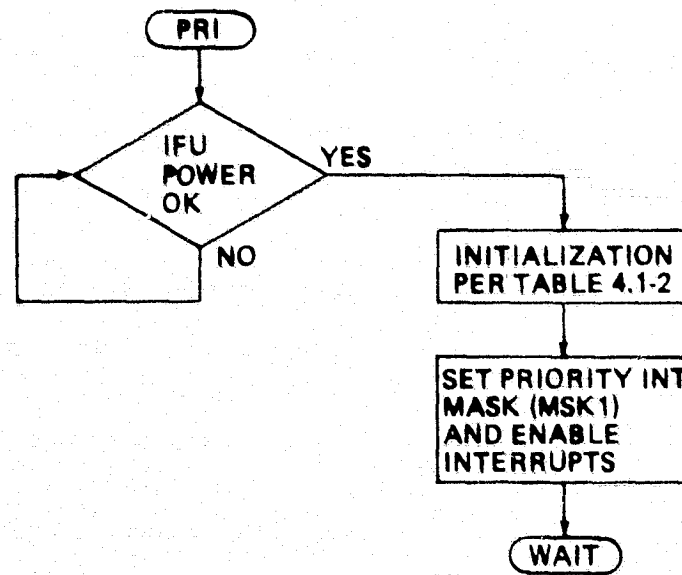 PRI
IFU
POWER
OK
YES
NO
INITIALIZATION
PER TABLE 4.1-2
SET PRIORITY INT
MASK (MSK1)
AND ENABLE
INTERRUPTS
WAIT